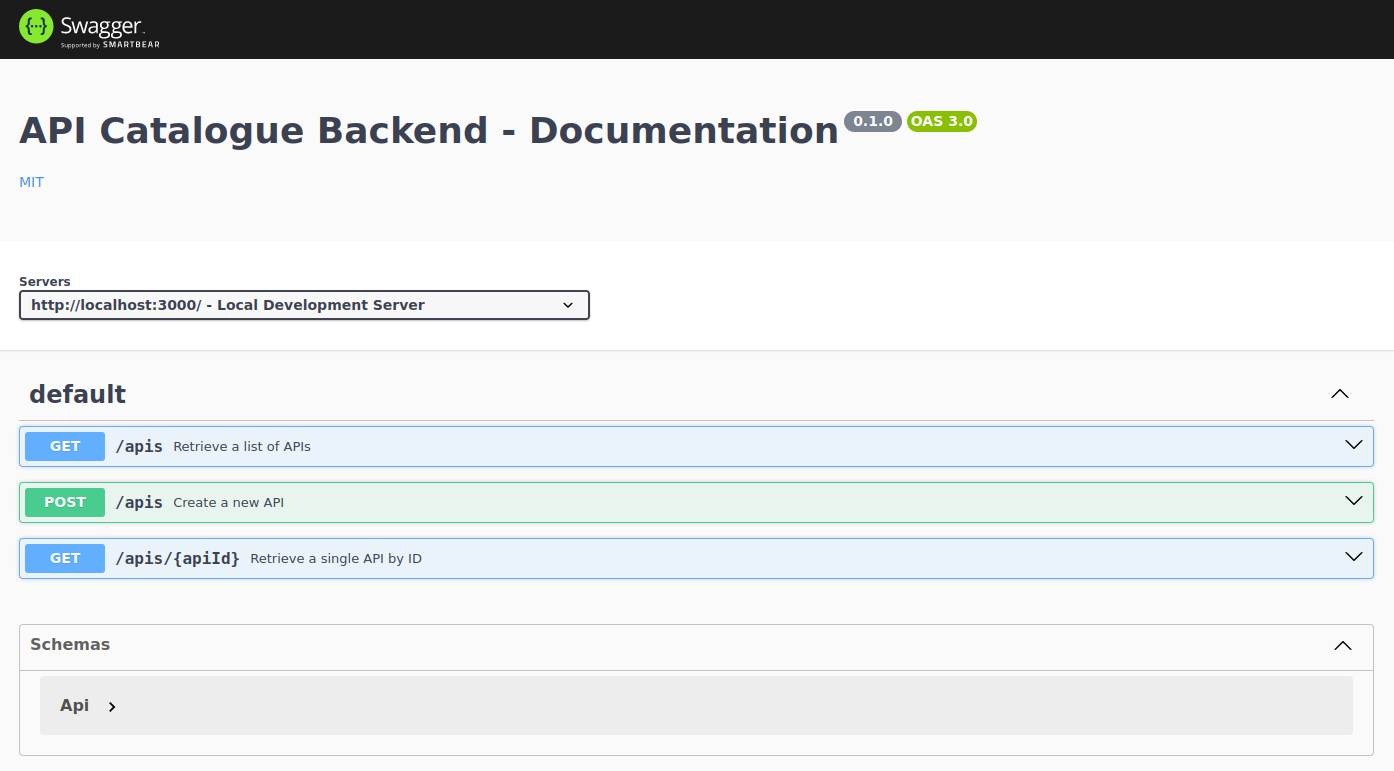 {···} Swagger
Supported by SMARTBEAR
API Catalogue Backend - Documentation 0.1.0 OAS 3.0
MIT
Servers
http://localhost:3000/ - Local Development Server
default
GET /apis Retrieve a list of APIs
POST /apis Create a new API
GET /apis/{apiId} Retrieve a single API by ID
Schemas
Api